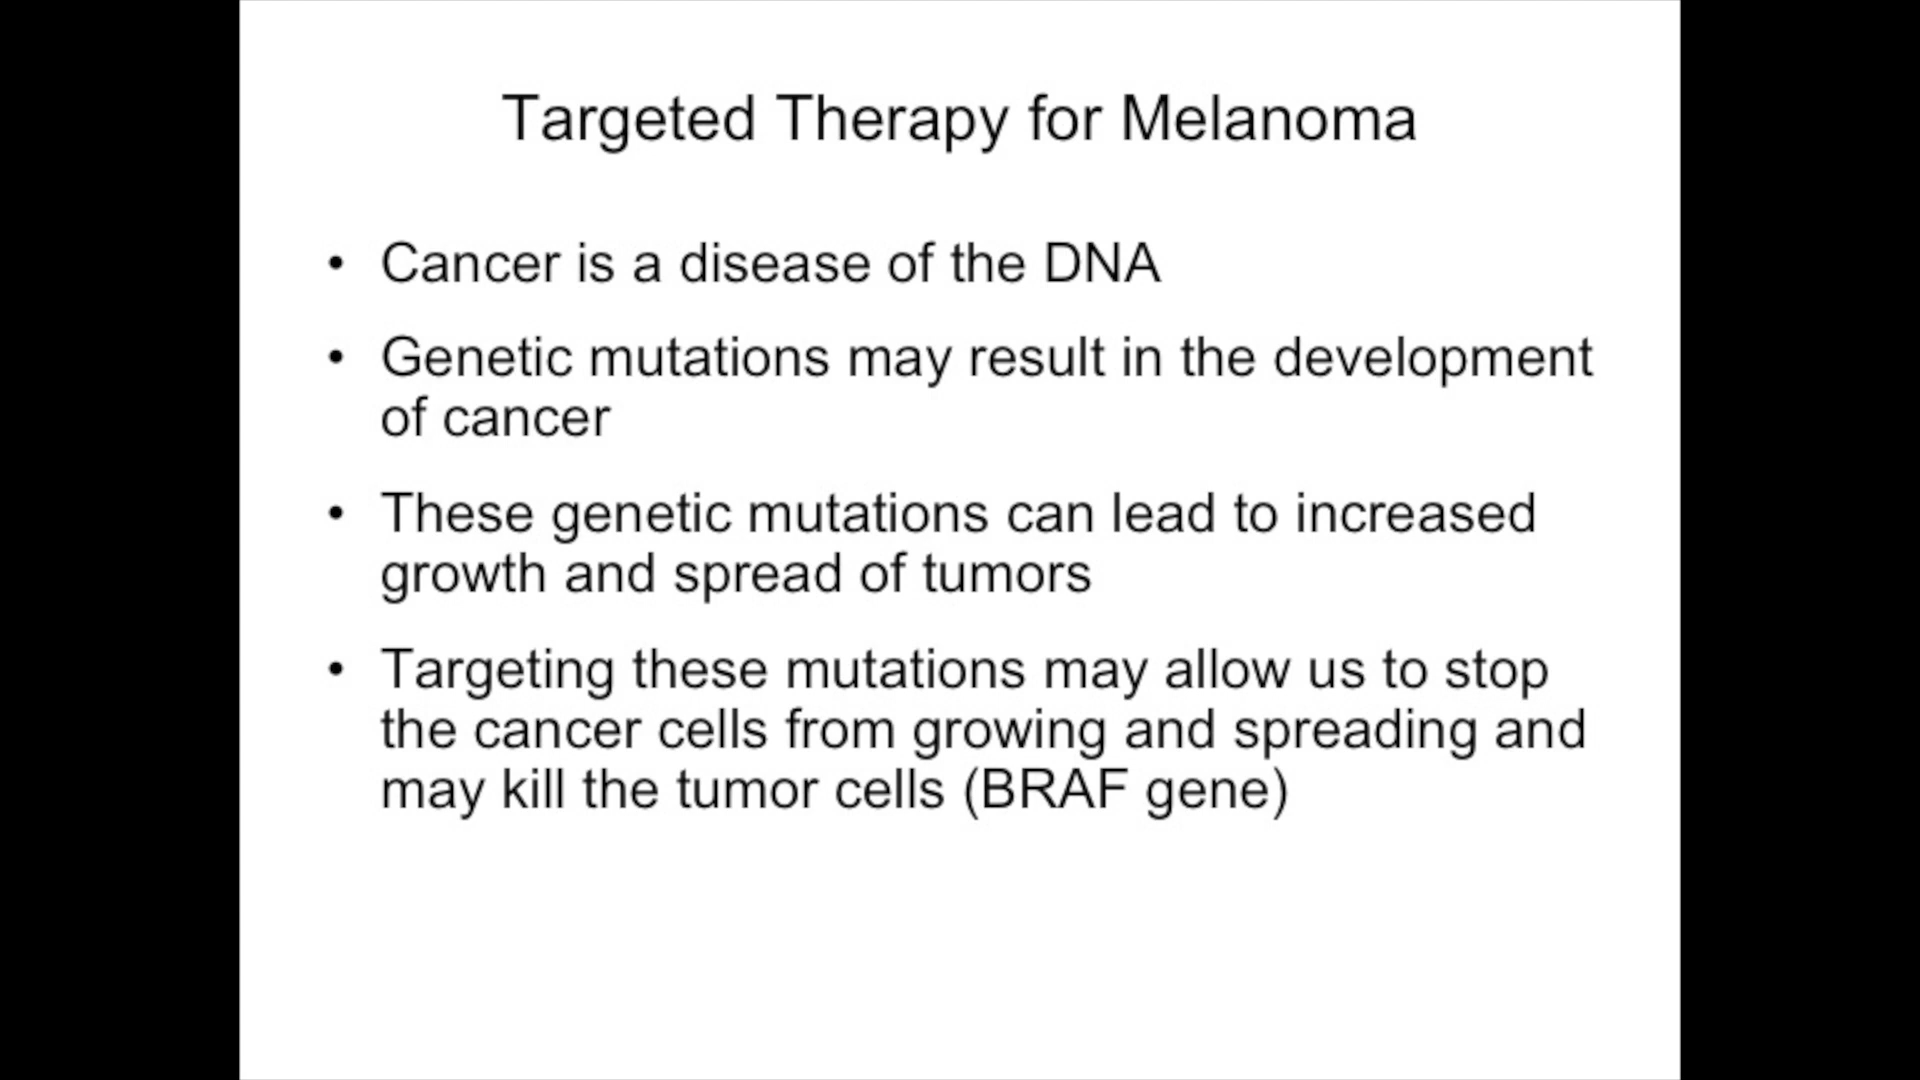 Targeted Therapy for Melanoma
• Cancer is a disease of the DNA
• Genetic mutations may result in the development
of cancer
• These genetic mutations can lead to increased
growth and spread of tumors
• Targeting these mutations may allow us to stop
the cancer cells from growing and spreading and
may kill the tumor cells (BRAF gene)